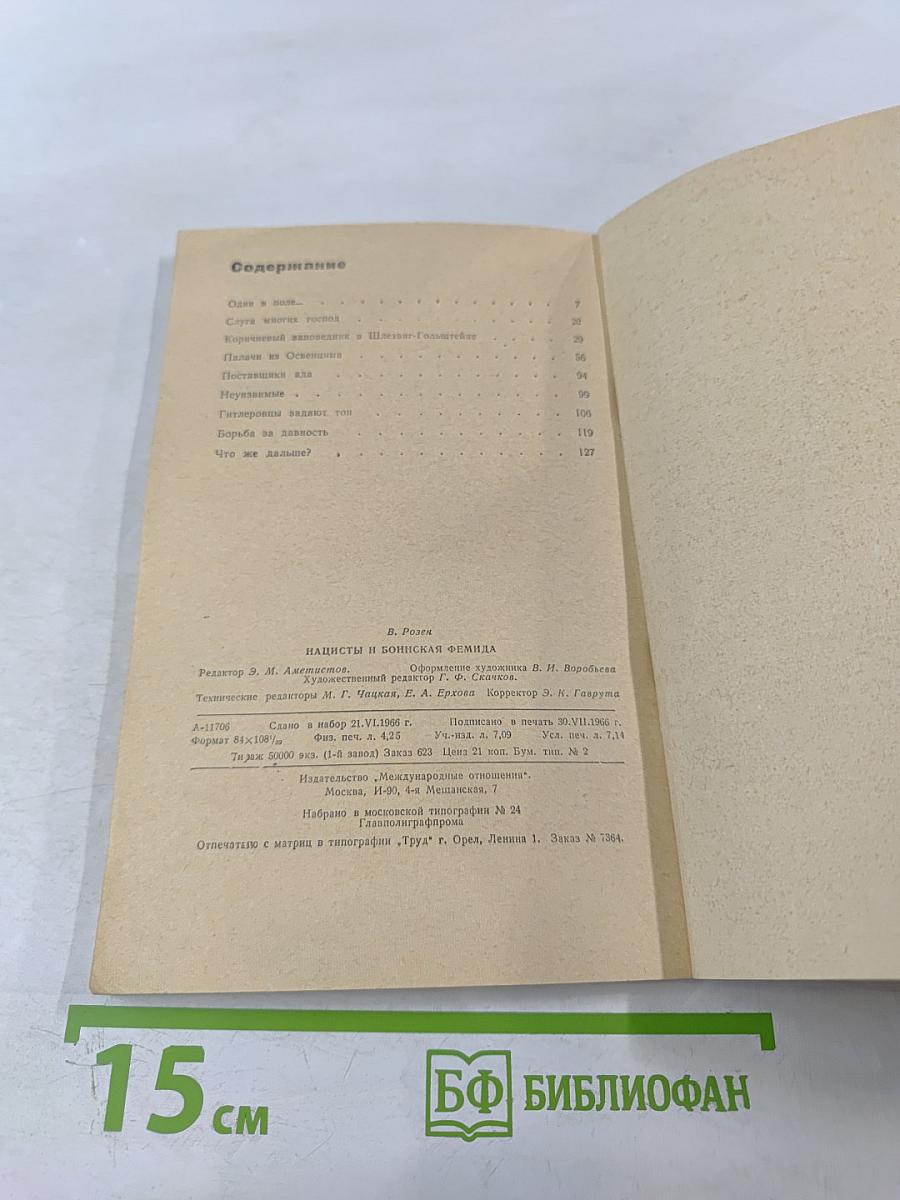 Содержание
Один в поле... . . . . . . . . . . . . . 7
Слуга многих господ . . . . . . . . . . . 20
Коричневый заповедник в Шлезвиг-Гольштейне . . . . 29
Палачи из Освенцима . . . . . . . . . . . 56
Поставщики яда . . . . . . . . . . . 94
Неуязвимые . . . . . . . . . . . . . 99
Гитлеровцы задают тон . . . . . . . . . . 106
Борьба за давность . . . . . . . . . . . 119
Что же дальше? . . . . . . . . . . . 127
В. Розен
НАЦИСТЫ И БОННСКАЯ ФЕМИДА
Редактор Э. М. Аметистов. Оформление художника В. И. Воробьева
Художественный редактор Г. Ф. Скачков.
Технические редакторы М. Г. Чацкая, Е. А. Ерхова Корректор Э. К. Гаврута
А-11706 Сдано в набор 21.VI.1966 г. Подписано в печать 30.VII.1966 г.
Формат 84×108¹/₃₂ Физ. печ. л. 4,25 Уч.-изд. л. 7,09 Усл. печ. л. 7,14
Тираж 50000 экз. (1-й завод) Заказ 623 Цена 21 коп. Бум. тип. № 2
Издательство „Международные отношения".
Москва, И-90, 4-я Мещанская, 7
Набрано в московской типографии № 24
Главполиграфпрома
Отпечатано с матриц в типографии „Труд" г. Орел, Ленина 1. Заказ № 7364.
15 см
БФ БИБЛИОФАН